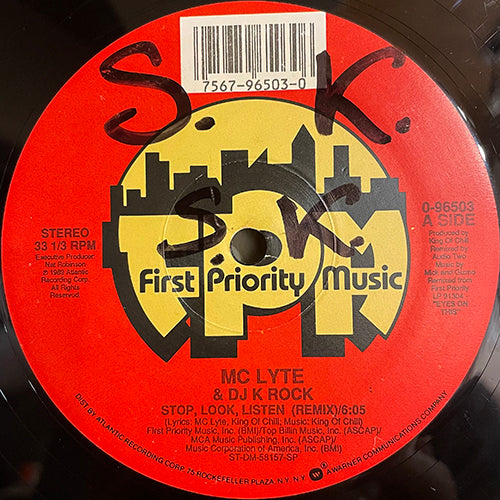 7567-96503-0
S. K.
S. K.
STEREO
33 1/3 RPM
Executive Producer:
Nat Robinson
℗ 1989 Atlantic
Recording Corp.
All Rights
Reserved.
0-96503
A SIDE
Produced by
King Of Chill
Remixed by
Audio Two
Music by
Mick and Gizmo
Remixed from
First Priority
LP 91304
"EYES ON
THIS"
First Priority Music
MC LYTE
& DJ K ROCK
STOP, LOOK, LISTEN (REMIX)/6:05
(Lyrics: MC Lyte, King Of Chill; Music: King Of Chill)
First Priority Music, Inc. (BMI)/Top Billin Music, Inc. (ASCAP)/
MCA Music Publishing, Inc. (ASCAP)/
Music Corporation of America, Inc. (BMI)
ST-DM-58157-SP
DIST. BY ATLANTIC RECORDING CORP. 75 ROCKEFELLER PLAZA, N.Y. N.Y. A WARNER COMMUNICATIONS COMPANY